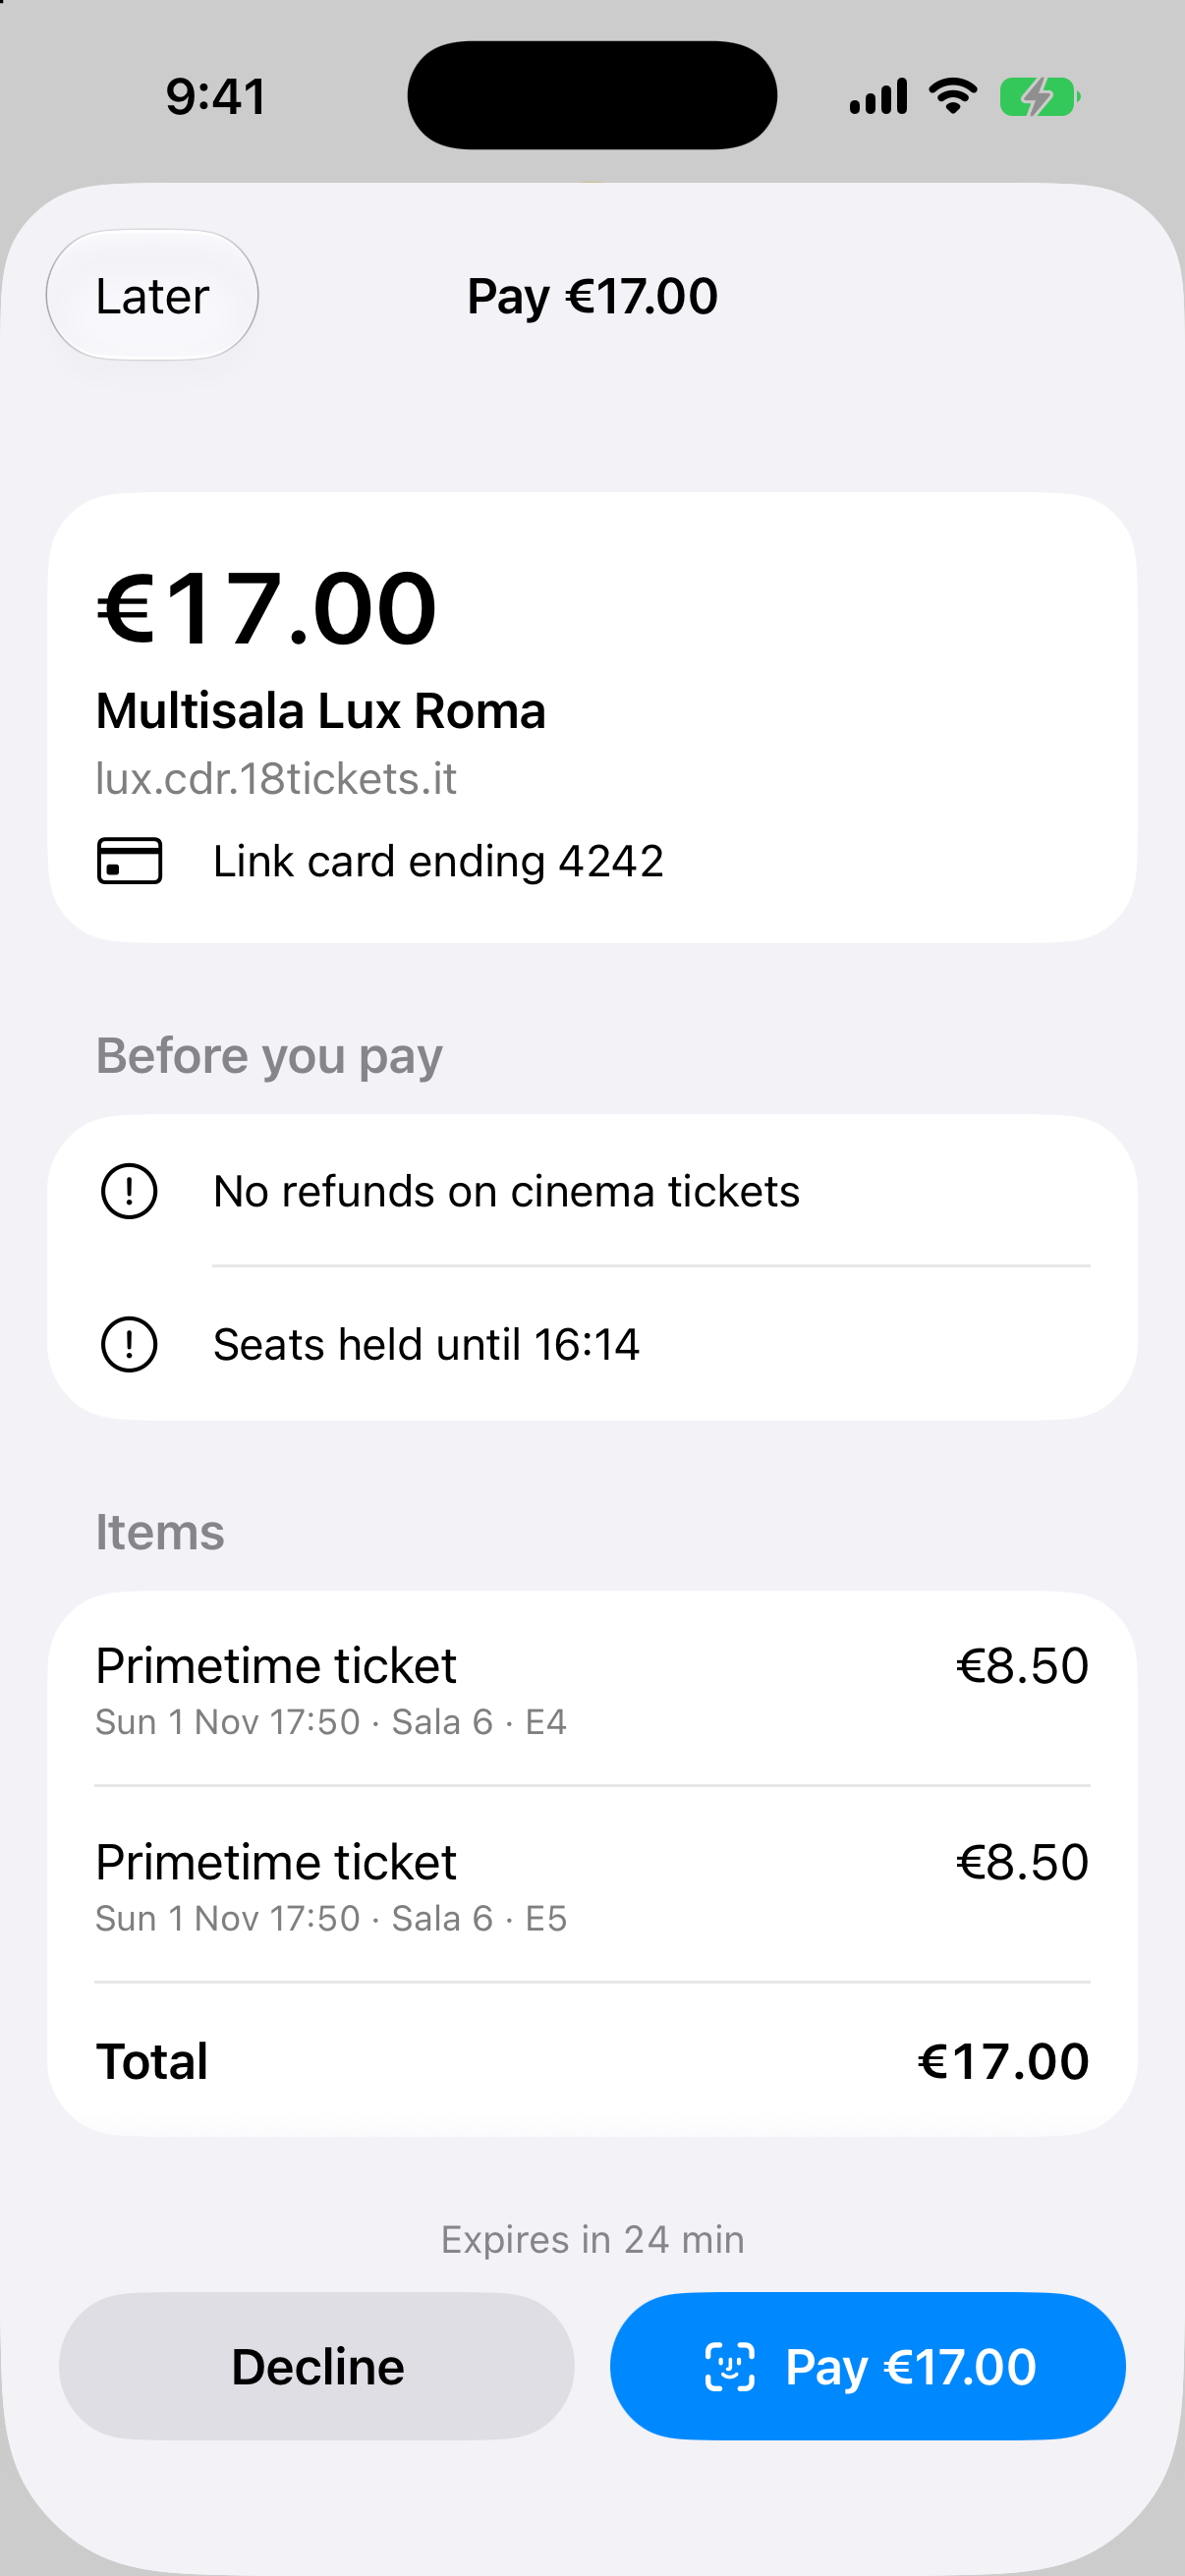 9:41
Later
Pay €17.00
€17.00
Multisala Lux Roma
lux.cdr.18tickets.it
Link card ending 4242
Before you pay
No refunds on cinema tickets
Seats held until 16:14
Items
Primetime ticket €8.50
Sun 1 Nov 17:50 · Sala 6 · E4
Primetime ticket €8.50
Sun 1 Nov 17:50 · Sala 6 · E5
Total €17.00
Expires in 24 min
Decline
Pay €17.00